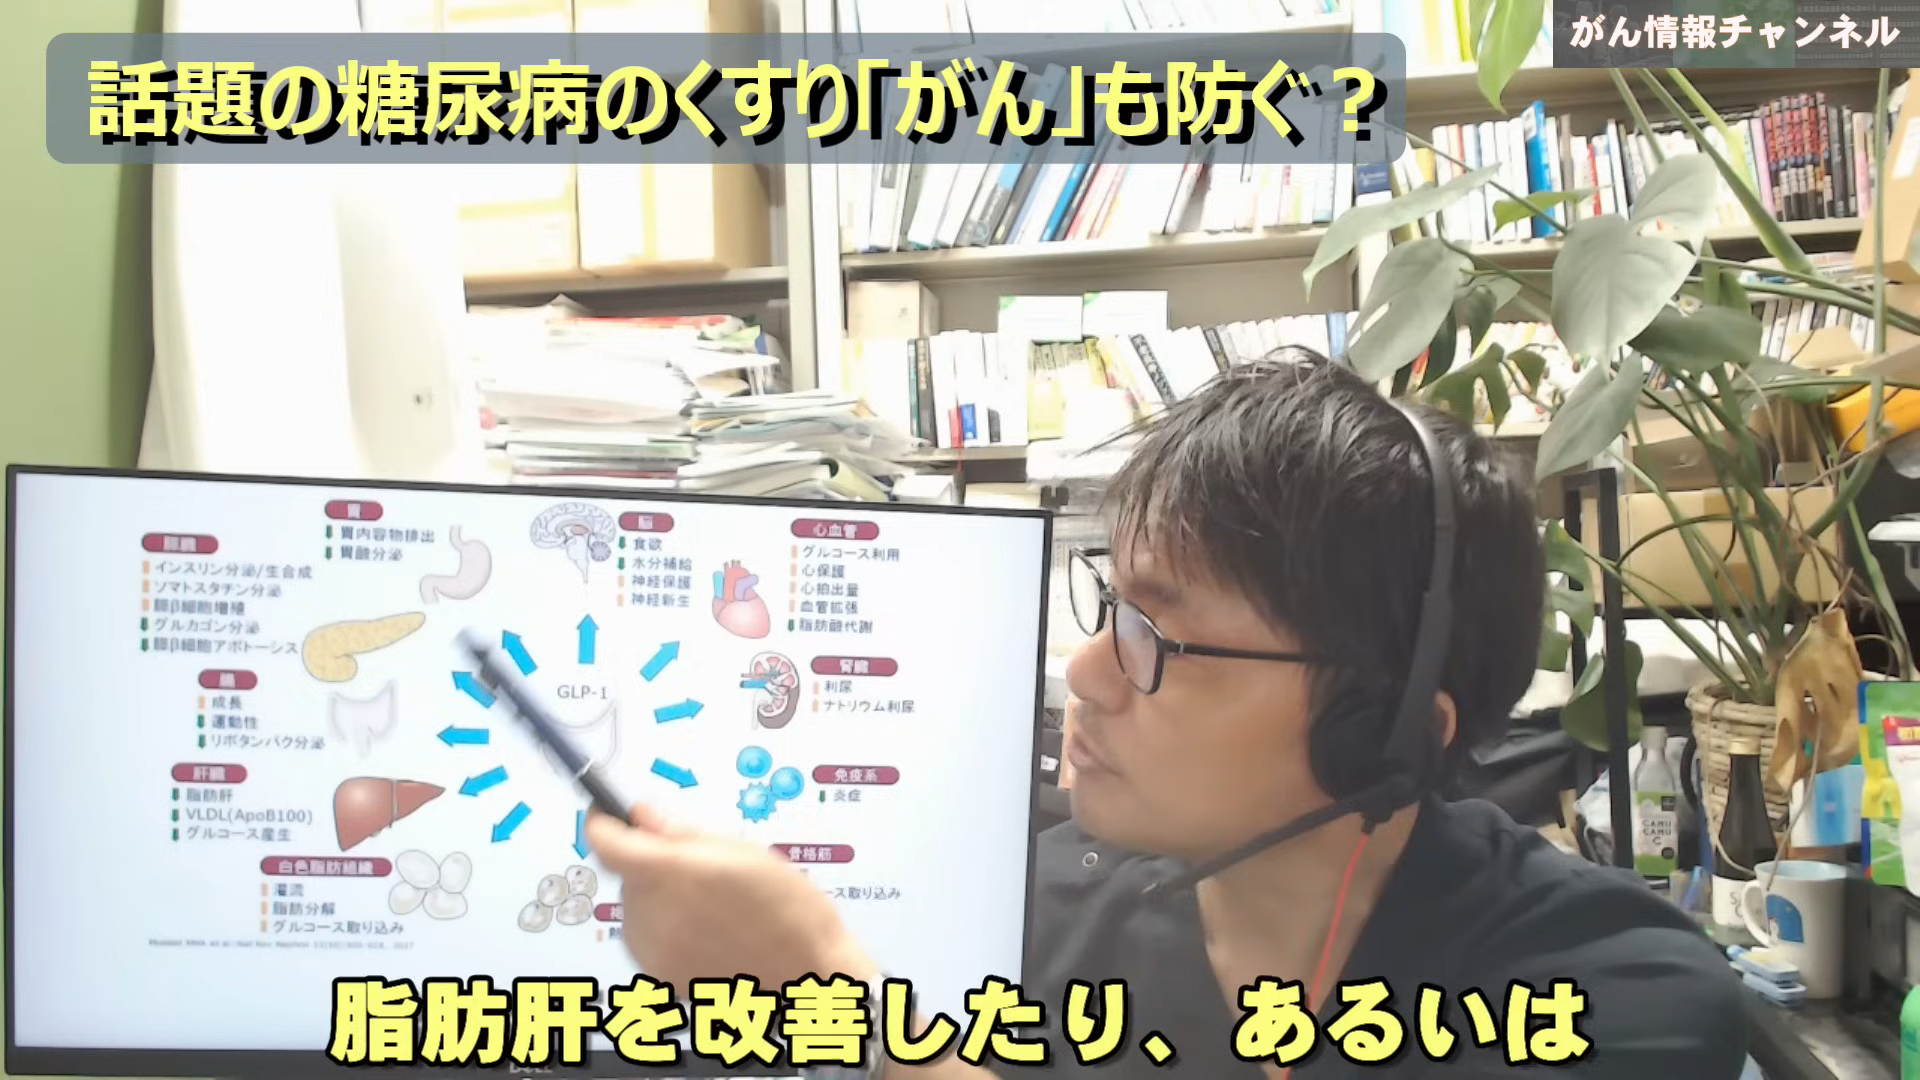 がん情報チャンネル
話題の糖尿病のくすり「がん」も防ぐ？
胃
胃内容物排出
胃酸分泌
脳
食欲
水分補給
神経保護
神経新生
心血管
グルコース利用
心保護
心拍出量
血管拡張
脂肪酸代謝
膵臓
インスリン分泌/生合成
ソマトスタチン分泌
膵β細胞増殖
グルカゴン分泌
膵β細胞アポトーシス
GLP-1
腎臓
利尿
ナトリウム利尿
腸
成長
運動性
リポタンパク分泌
肝臓
脂肪肝
VLDL(ApoB100)
グルコース産生
免疫系
炎症
骨格筋
ース取り込み
白色脂肪組織
灌流
脂肪分解
グルコース取り込み
CAMU
CAMU
C
脂肪肝を改善したり、あるいは